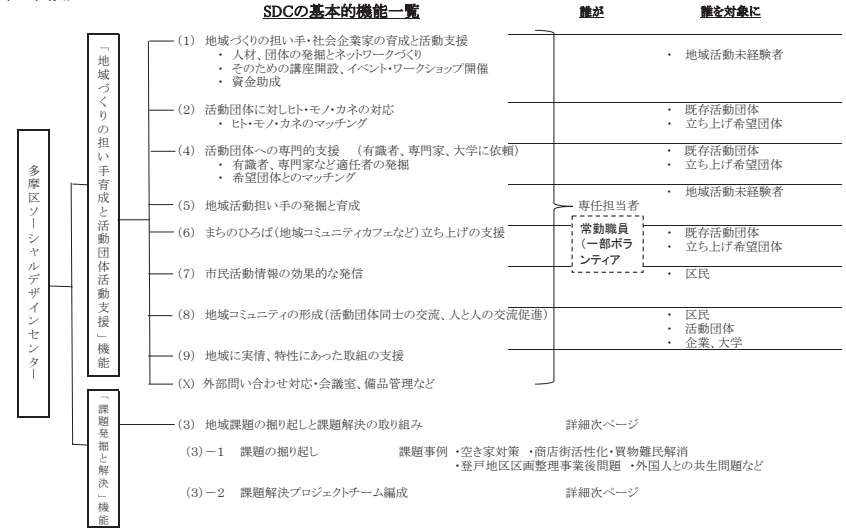 SDCの基本的機能一覧 誰が 誰を対象に
多摩区ソーシャルデザインセンター
「地域づくりの担い手育成と活動団体活動支援」機能
(1) 地域づくりの担い手・社会企業家の育成と活動支援
・ 人材、団体の発掘とネットワークづくり
・ そのための講座開設、イベント・ワークショップ開催
・ 資金助成
・ 地域活動未経験者
(2) 活動団体に対しヒト・モノ・カネの対応
・ ヒト・モノ・カネのマッチング
・ 既存活動団体
・ 立ち上げ希望団体
(4) 活動団体への専門的支援 (有識者、専門家、大学に依頼)
・ 有識者、専門家など適任者の発掘
・ 希望団体とのマッチング
・ 既存活動団体
・ 立ち上げ希望団体
・ 地域活動未経験者
(5) 地域活動担い手の発掘と育成
専任担当者
常勤職員
(一部ボラ
ンティア
(6) まちのひろば(地域コミュニティカフェなど)立ち上げの支援
・ 既存活動団体
・ 立ち上げ希望団体
(7) 市民活動情報の効果的な発信
・ 区民
(8) 地域コミュニティの形成(活動団体同士の交流、人と人の交流促進)
・ 区民
・ 活動団体
・ 企業、大学
(9) 地域に実情、特性にあった取組の支援
(X) 外部問い合わせ対応・会議室、備品管理など
「課題発掘と解決」機能
(3) 地域課題の掘り起しと課題解決の取り組み 詳細次ページ
(3)-1 課題の掘り起し 課題事例 ・空き家対策 ・商店街活性化・買物難民解消
・登戸地区区画整理事業後問題 ・外国人との共生問題など
(3)-2 課題解決プロジェクトチーム編成 詳細次ページ